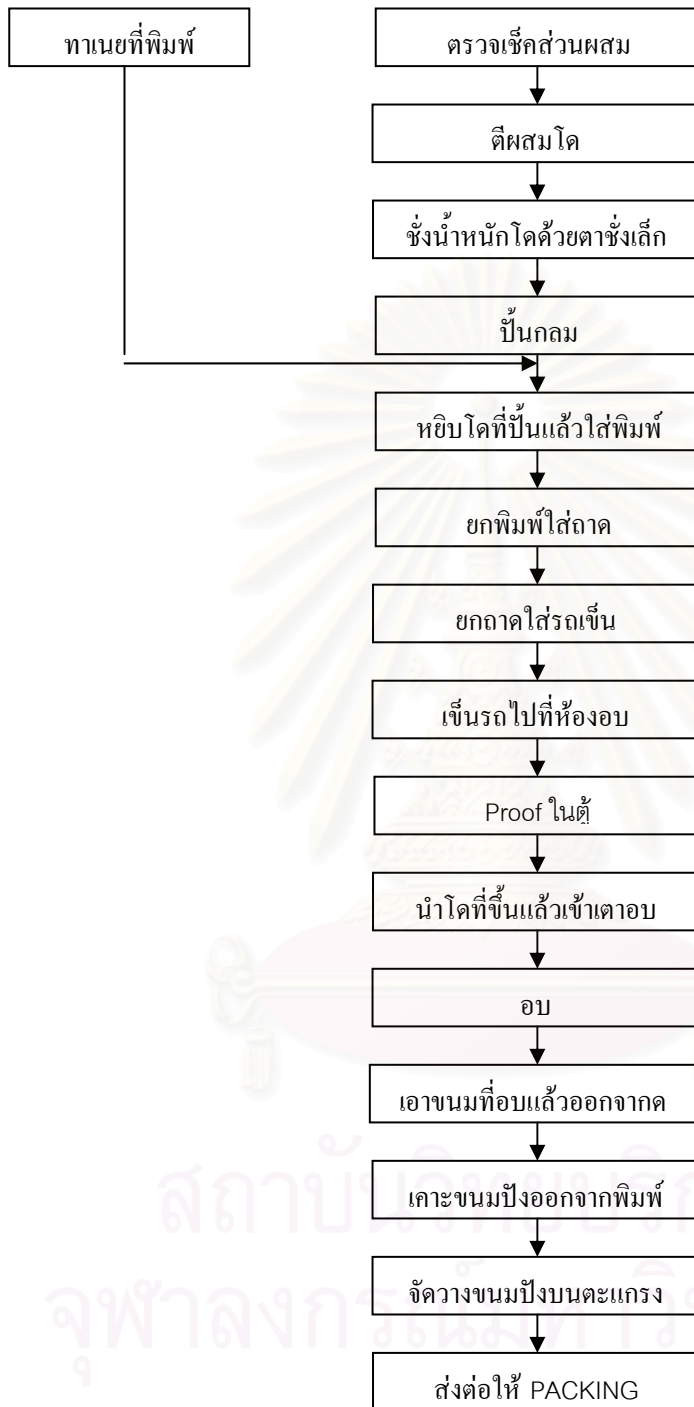 ทาเนยที่พิมพ์
ตรวจเช็คส่วนผสม
ตีผสมโด
ชั่งน้ำหนักโดด้วยตาชั่งเล็ก
ปั้นกลม
หยิบโดที่ปั้นแล้วใส่พิมพ์
ยกพิมพ์ใส่ถาด
ยกถาดใส่รถเข็น
เข็นรถไปที่ห้องอบ
Proof ในตู้
นำโดที่ขึ้นแล้วเข้าเตาอบ
อบ
เอาขนมที่อบแล้วออกจากด
เคาะขนมปังออกจากพิมพ์
จัดวางขนมปังบนตะแกรง
ส่งต่อให้ PACKING